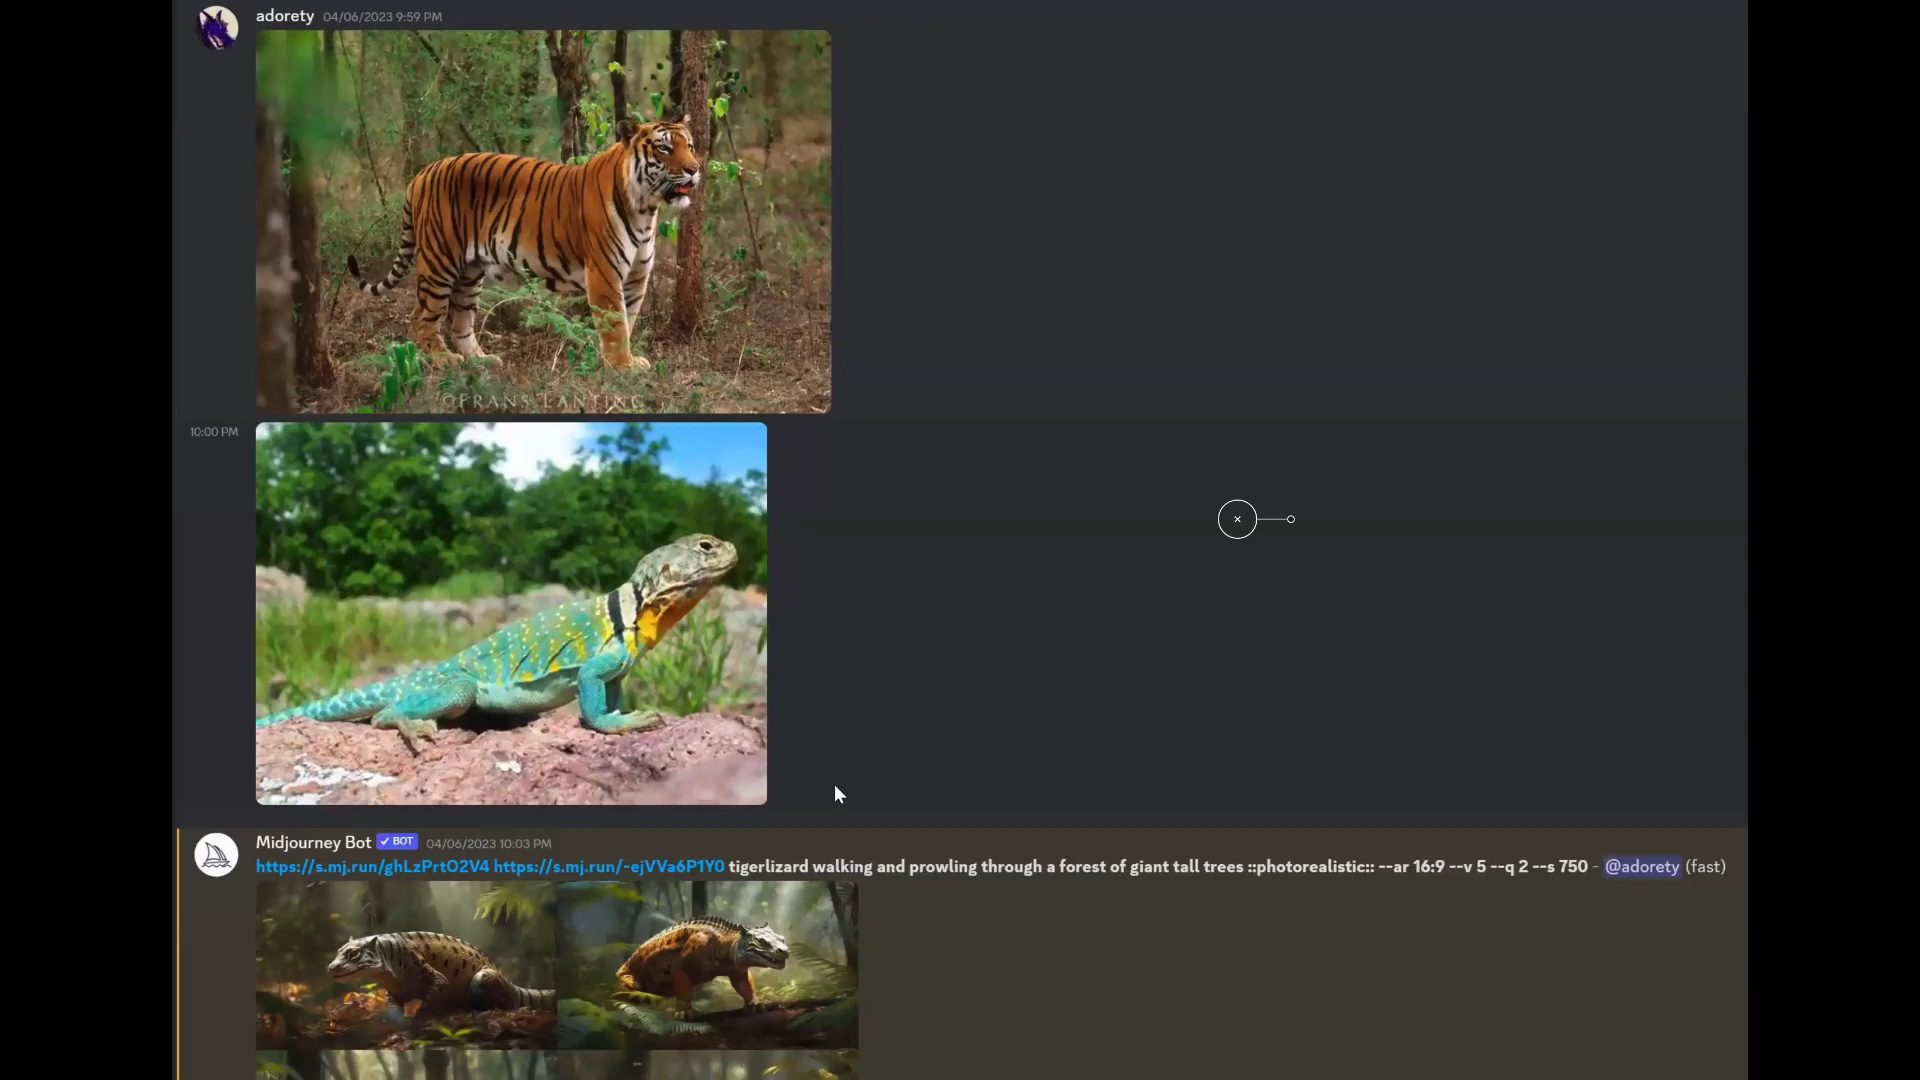 adorety 04/06/2023 9:59 PM
©FRANS LANTING
10:00 PM
Midjourney Bot ✓ BOT 04/06/2023 10:03 PM
https://s.mj.run/ghLzPrtO2V4 https://s.mj.run/-ejVVa6P1Y0 tigerlizard walking and prowling through a forest of giant tall trees ::photorealistic:: --ar 16:9 --v 5 --q 2 --s 750 - @adorety (fast)